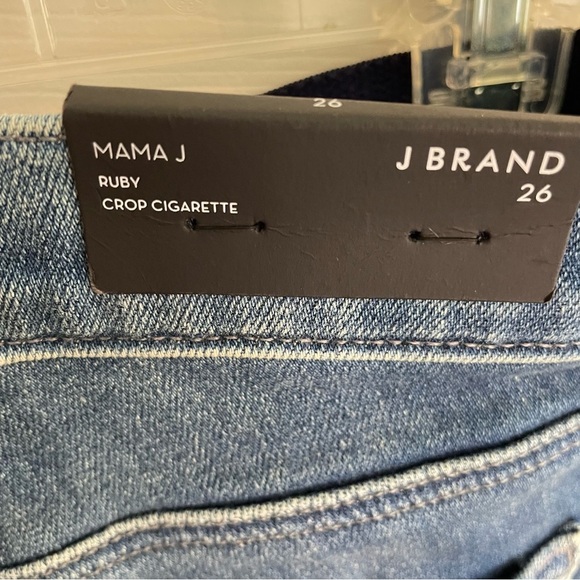 26
MAMA J
J BRAND
RUBY
26
CROP CIGARETTE